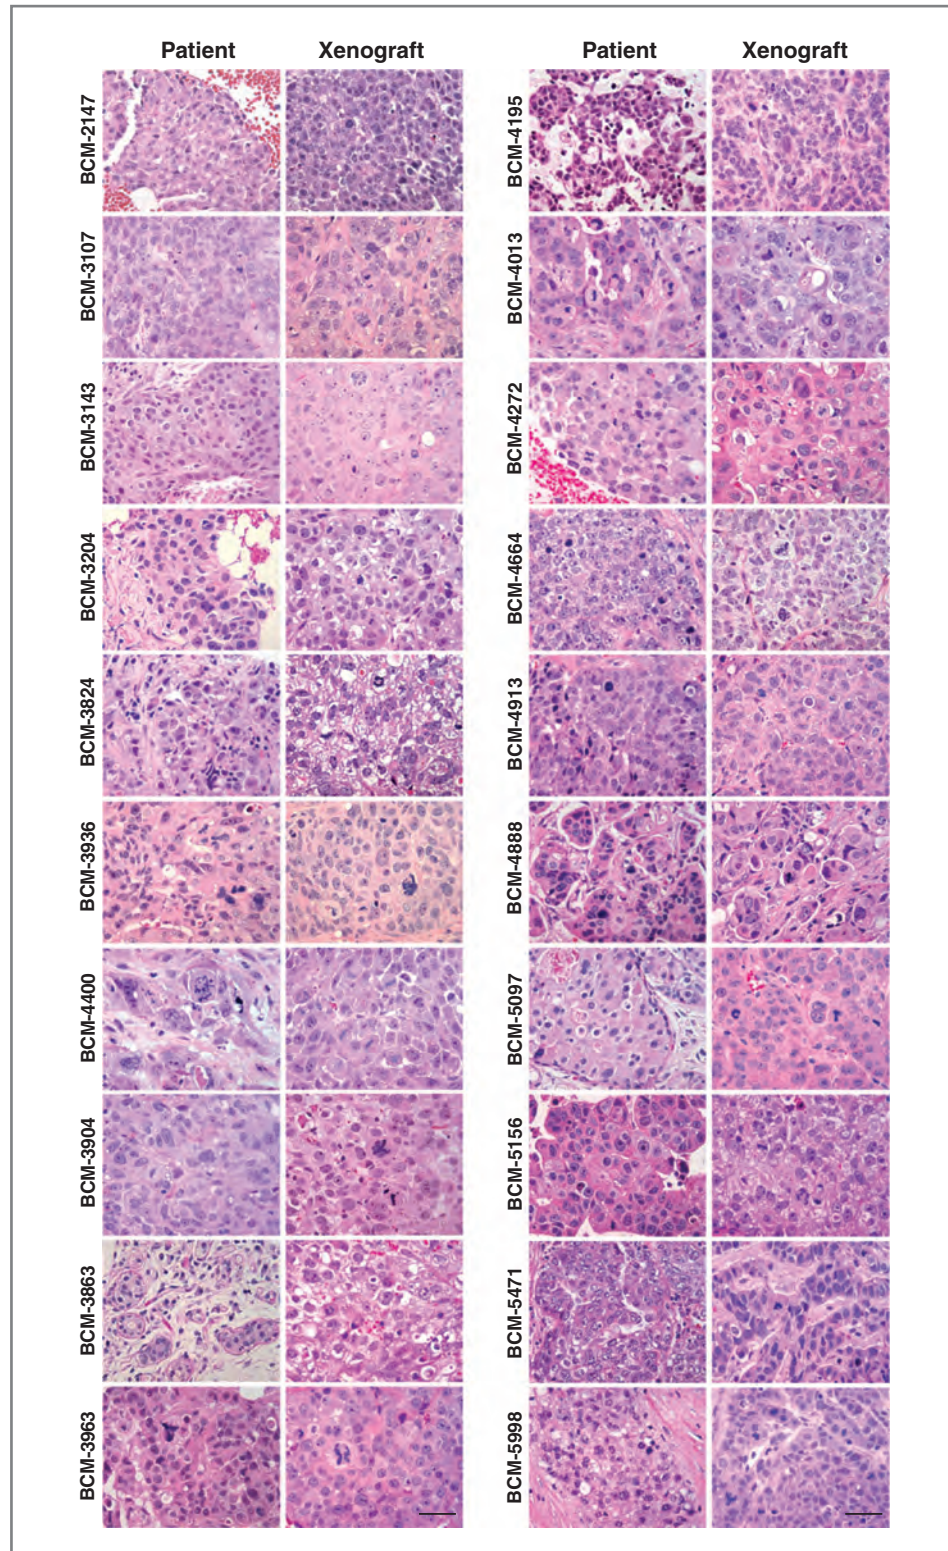 Patient Xenograft Patient Xenograft
BCM-2147
BCM-4195
BCM-3107
BCM-4013
BCM-3143
BCM-4272
BCM-3204
BCM-4664
BCM-3824
BCM-4913
BCM-3936
BCM-4888
BCM-4400
BCM-5097
BCM-3904
BCM-5156
BCM-3863
BCM-5471
BCM-3963
BCM-5998